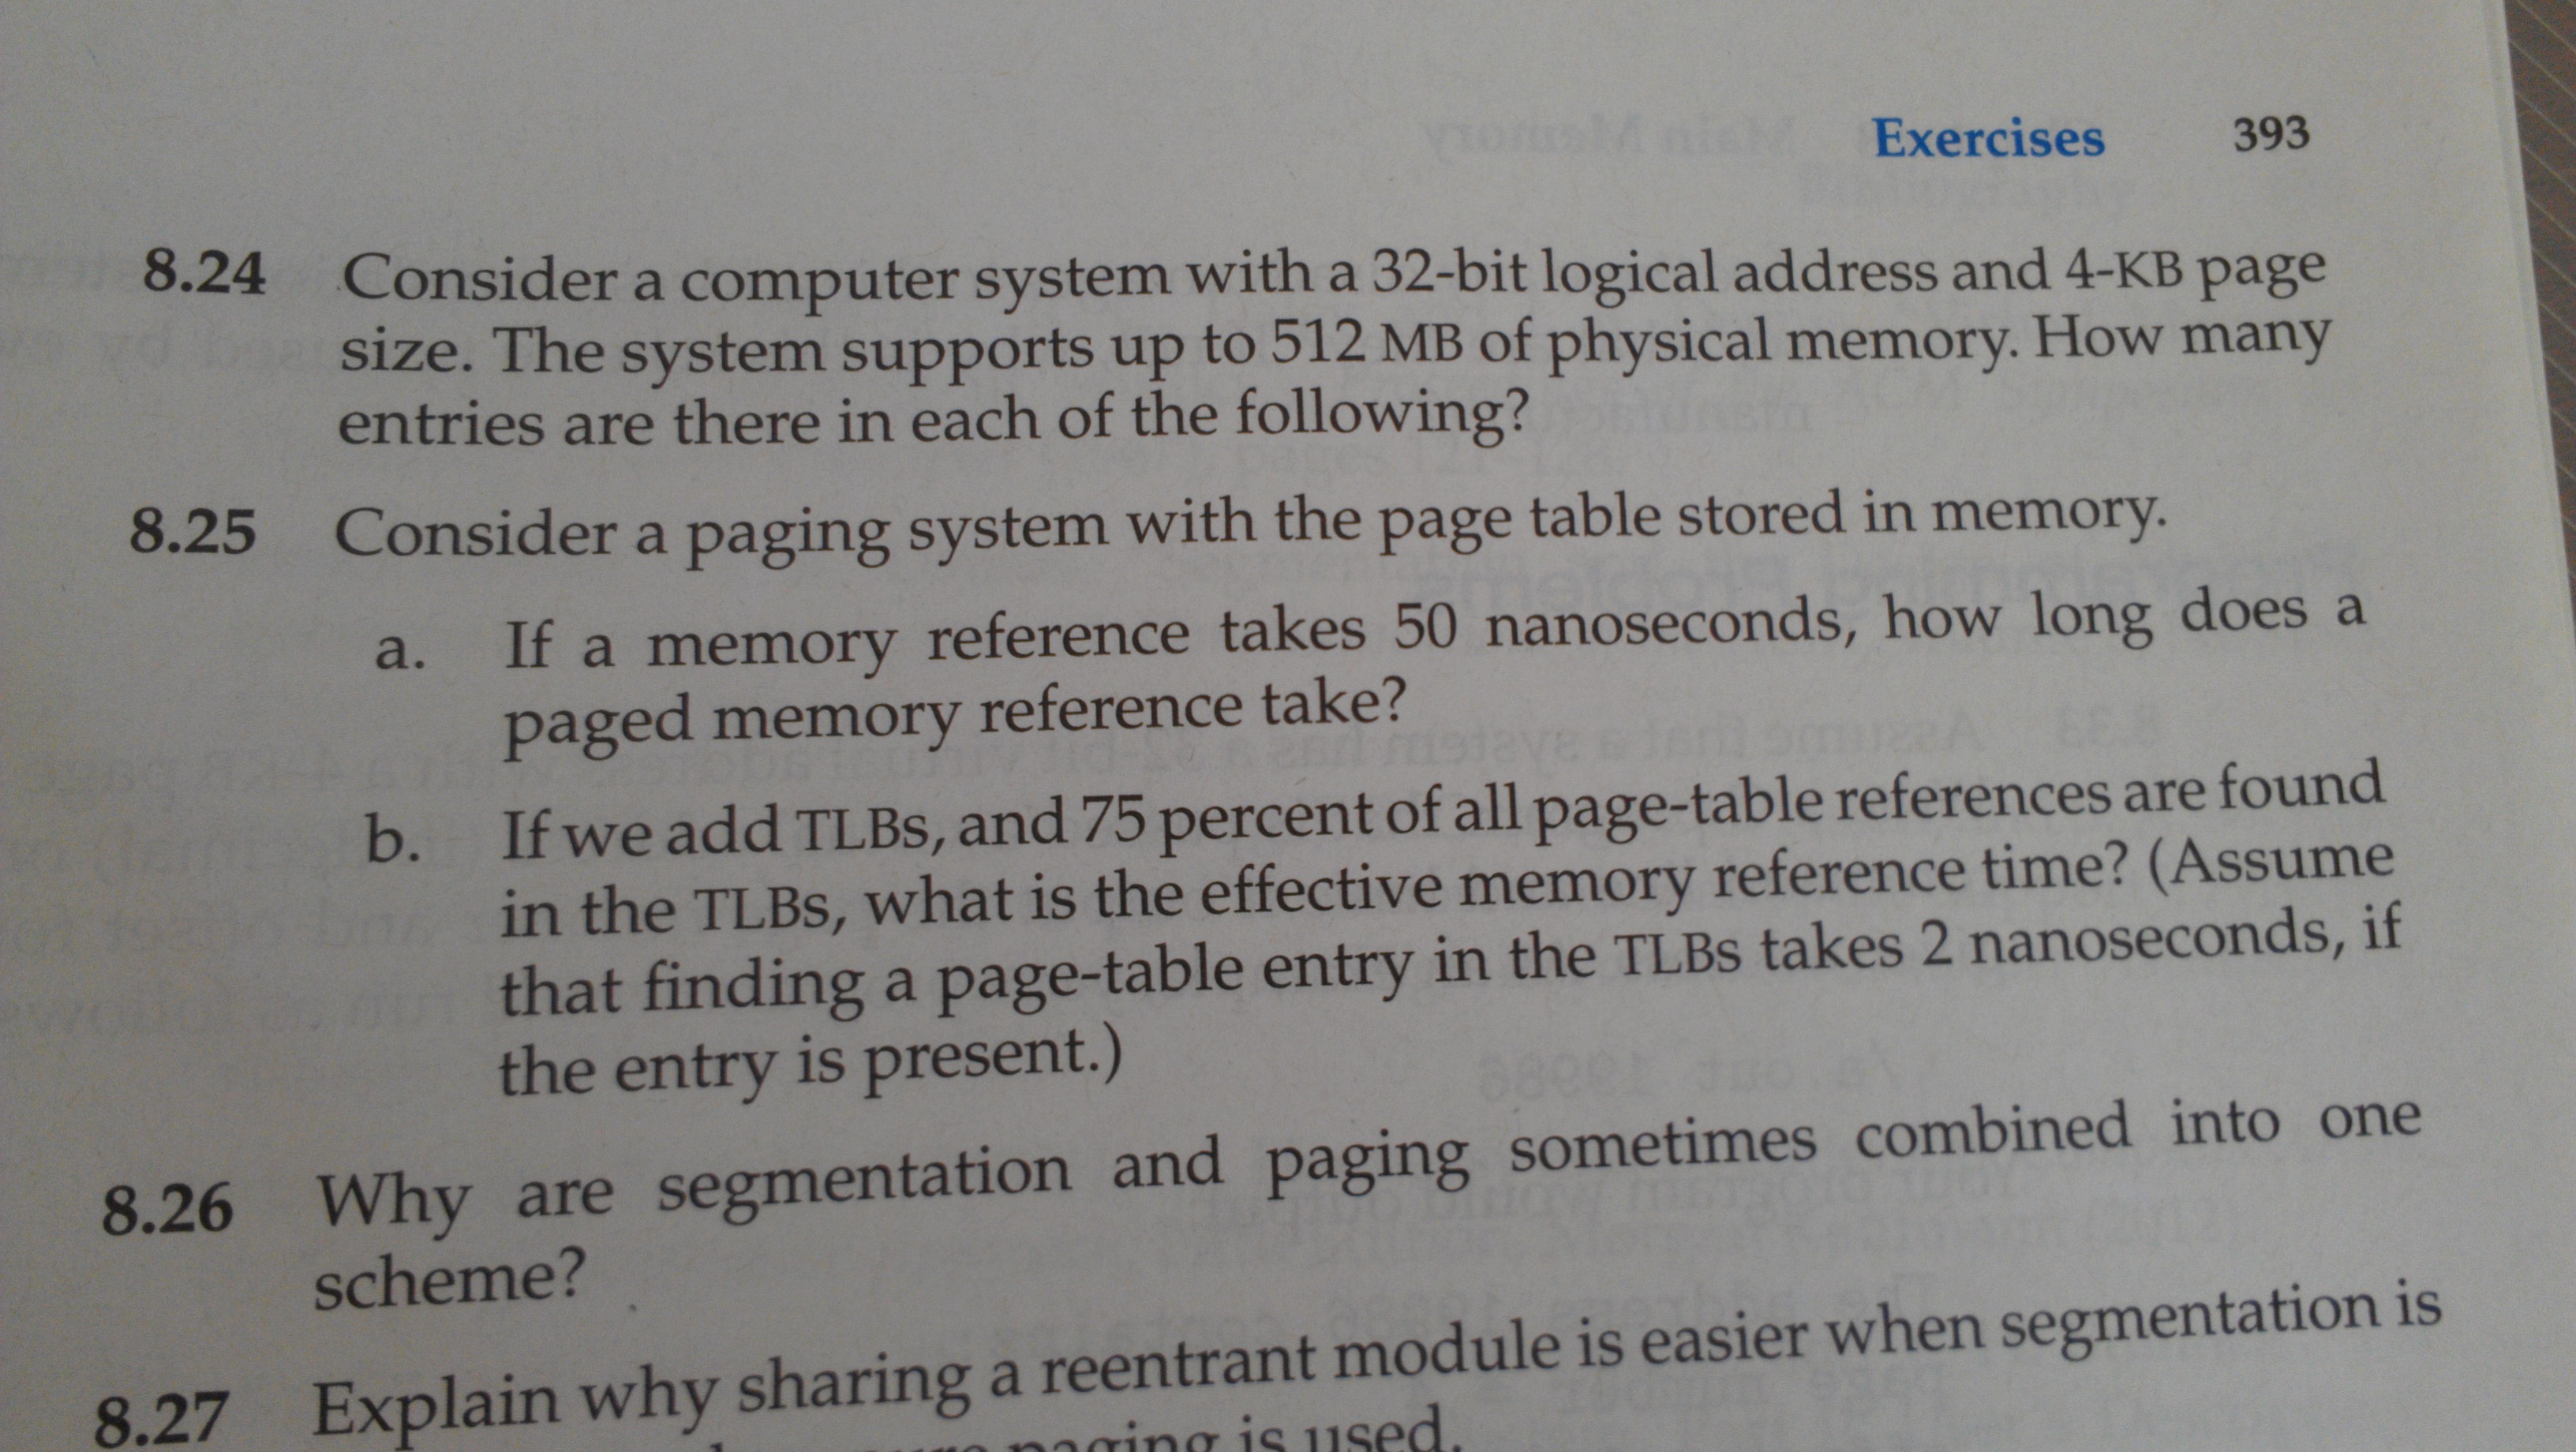 Exercises 393
8.24 Consider a computer system with a 32-bit logical address and 4-KB page
size. The system supports up to 512 MB of physical memory. How many
entries are there in each of the following?
8.25 Consider a paging system with the page table stored in memory.
a. If a memory reference takes 50 nanoseconds, how long does a
paged memory reference take?
b. If we add TLBs, and 75 percent of all page-table references are found
in the TLBs, what is the effective memory reference time? (Assume
that finding a page-table entry in the TLBs takes 2 nanoseconds, if
the entry is present.)
8.26 Why are segmentation and paging sometimes combined into one
scheme?
8.27 Explain why sharing a reentrant module is easier when segmentation is
paging is used.